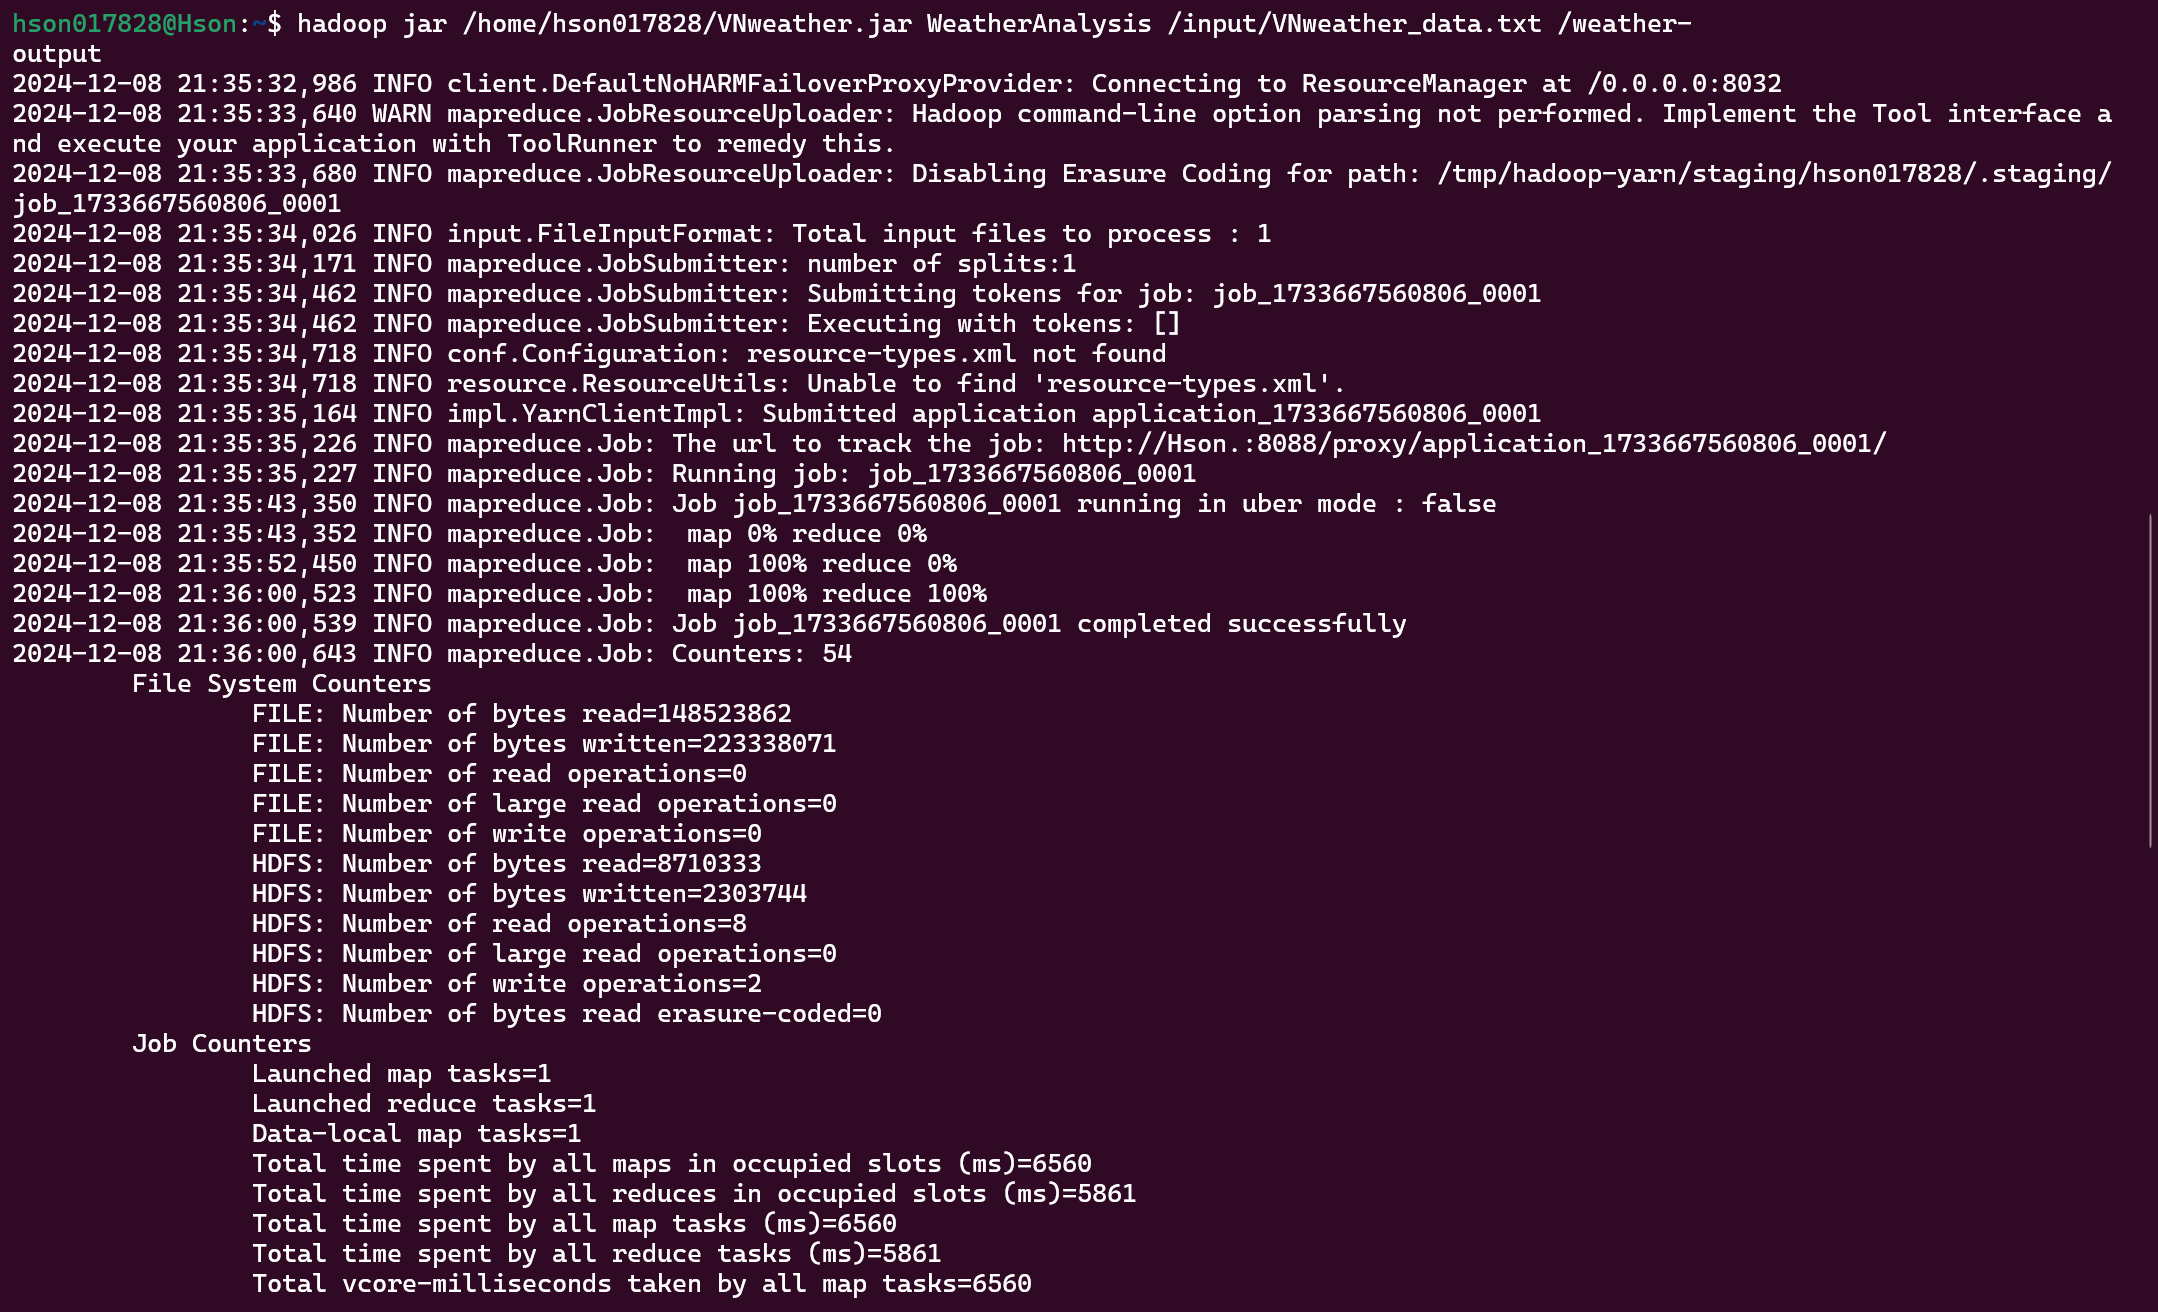 hson017828@Hson:~$ hadoop jar /home/hson017828/VNweather.jar WeatherAnalysis /input/VNweather_data.txt /weather-
output
2024-12-08 21:35:32,986 INFO client.DefaultNoHARMFailoverProxyProvider: Connecting to ResourceManager at /0.0.0.0:8032
2024-12-08 21:35:33,640 WARN mapreduce.JobResourceUploader: Hadoop command-line option parsing not performed. Implement the Tool interface a
nd execute your application with ToolRunner to remedy this.
2024-12-08 21:35:33,680 INFO mapreduce.JobResourceUploader: Disabling Erasure Coding for path: /tmp/hadoop-yarn/staging/hson017828/.staging/
job_1733667560806_0001
2024-12-08 21:35:34,026 INFO input.FileInputFormat: Total input files to process : 1
2024-12-08 21:35:34,171 INFO mapreduce.JobSubmitter: number of splits:1
2024-12-08 21:35:34,462 INFO mapreduce.JobSubmitter: Submitting tokens for job: job_1733667560806_0001
2024-12-08 21:35:34,462 INFO mapreduce.JobSubmitter: Executing with tokens: []
2024-12-08 21:35:34,718 INFO conf.Configuration: resource-types.xml not found
2024-12-08 21:35:34,718 INFO resource.ResourceUtils: Unable to find 'resource-types.xml'.
2024-12-08 21:35:35,164 INFO impl.YarnClientImpl: Submitted application application_1733667560806_0001
2024-12-08 21:35:35,226 INFO mapreduce.Job: The url to track the job: http://Hson.:8088/proxy/application_1733667560806_0001/
2024-12-08 21:35:35,227 INFO mapreduce.Job: Running job: job_1733667560806_0001
2024-12-08 21:35:43,350 INFO mapreduce.Job: Job job_1733667560806_0001 running in uber mode : false
2024-12-08 21:35:43,352 INFO mapreduce.Job:  map 0% reduce 0%
2024-12-08 21:35:52,450 INFO mapreduce.Job:  map 100% reduce 0%
2024-12-08 21:36:00,523 INFO mapreduce.Job:  map 100% reduce 100%
2024-12-08 21:36:00,539 INFO mapreduce.Job: Job job_1733667560806_0001 completed successfully
2024-12-08 21:36:00,643 INFO mapreduce.Job: Counters: 54
File System Counters
FILE: Number of bytes read=148523862
FILE: Number of bytes written=223338071
FILE: Number of read operations=0
FILE: Number of large read operations=0
FILE: Number of write operations=0
HDFS: Number of bytes read=8710333
HDFS: Number of bytes written=2303744
HDFS: Number of read operations=8
HDFS: Number of large read operations=0
HDFS: Number of write operations=2
HDFS: Number of bytes read erasure-coded=0
Job Counters
Launched map tasks=1
Launched reduce tasks=1
Data-local map tasks=1
Total time spent by all maps in occupied slots (ms)=6560
Total time spent by all reduces in occupied slots (ms)=5861
Total time spent by all map tasks (ms)=6560
Total time spent by all reduce tasks (ms)=5861
Total vcore-milliseconds taken by all map tasks=6560